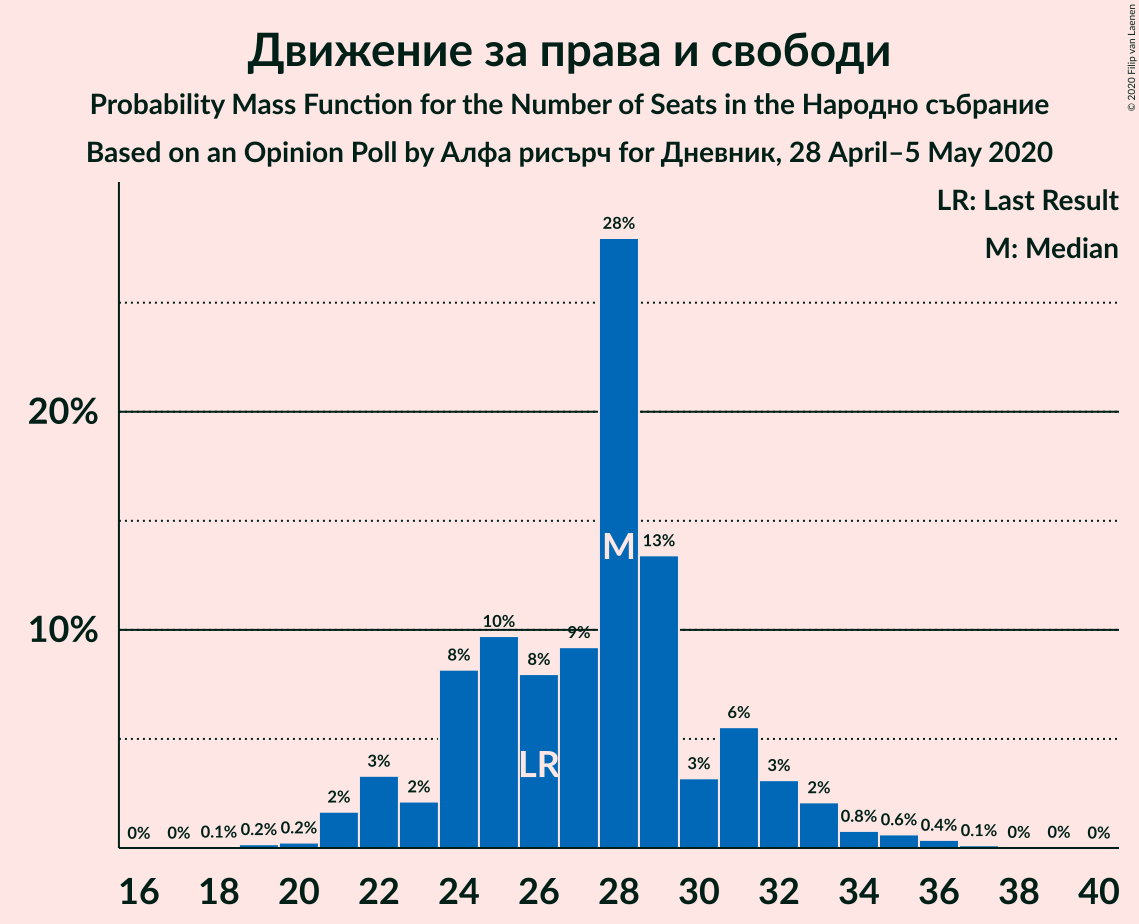 Движение за права и свободи
Probability Mass Function for the Number of Seats in the Народно събрание
Based on an Opinion Poll by Алфа рисърч for Дневник, 28 April–5 May 2020
© 2020 Filip van Laenen
LR: Last Result
M: Median
20%
10%
0% 0% 0.1% 0.2% 0.2% 2% 3% 2% 8% 10% 8% 9% 28% 13% 3% 6% 3% 2% 0.8% 0.6% 0.4% 0.1% 0% 0% 0%
M
LR
16 18 20 22 24 26 28 30 32 34 36 38 40